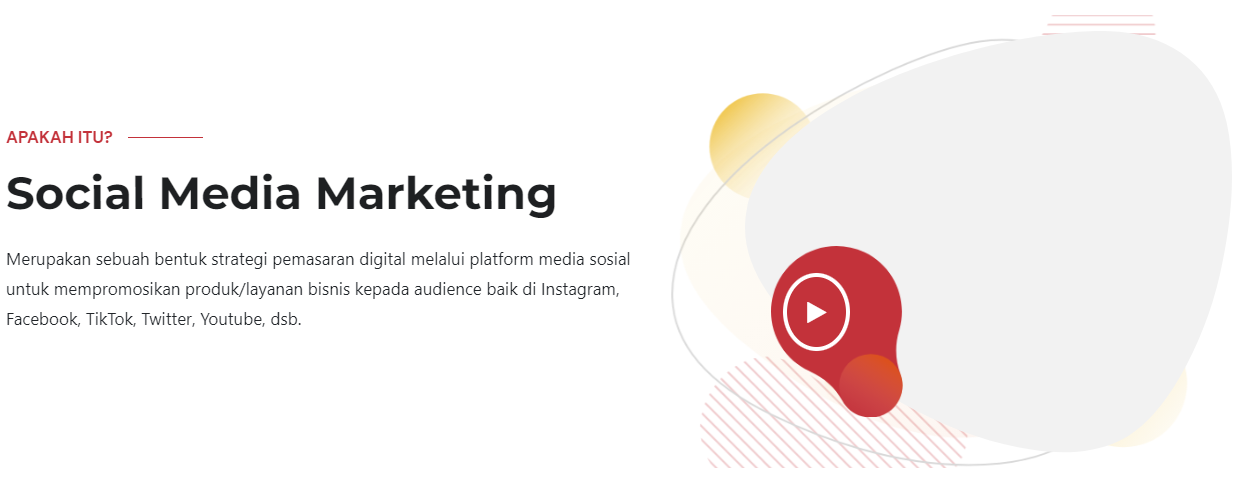 APAKAH ITU?
Social Media Marketing
Merupakan sebuah bentuk strategi pemasaran digital melalui platform media sosial
untuk mempromosikan produk/layanan bisnis kepada audience baik di Instagram,
Facebook, TikTok, Twitter, Youtube, dsb.